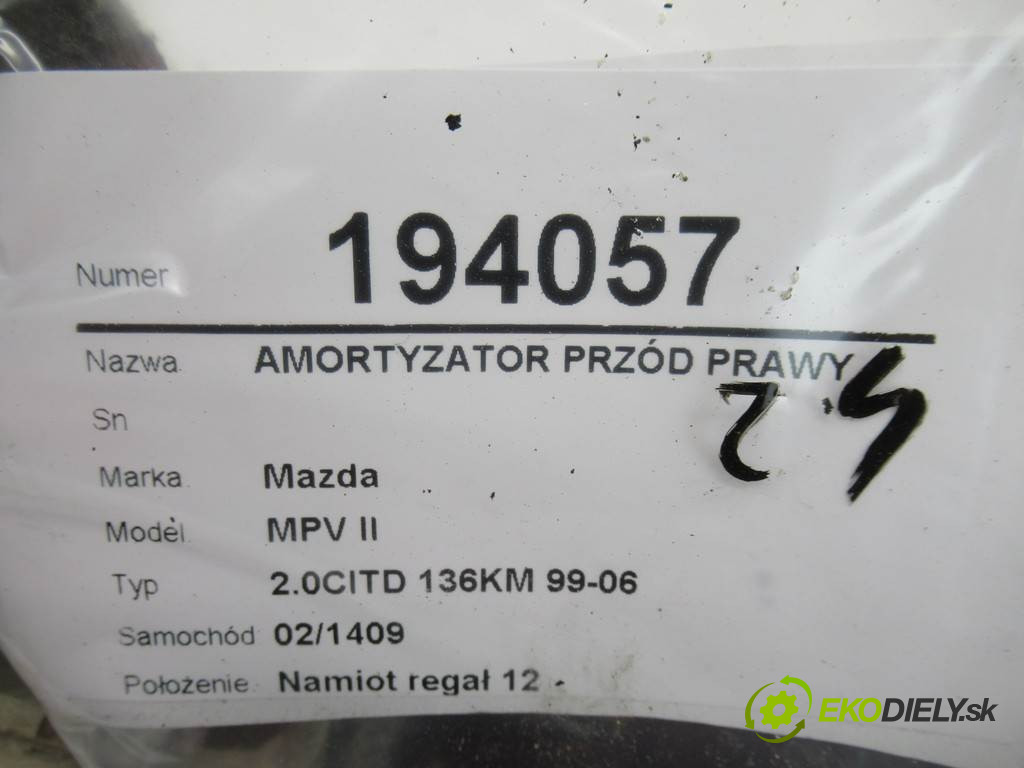 Numer 194057
Nazwa AMORTYZATOR PRZÓD PRAWY
24
Sn
Marka Mazda
Model MPV II
Typ 2.0CITD 136KM 99-06
Samochód 02/1409
Położenie Namiot regał 12
EKODIELY.sk